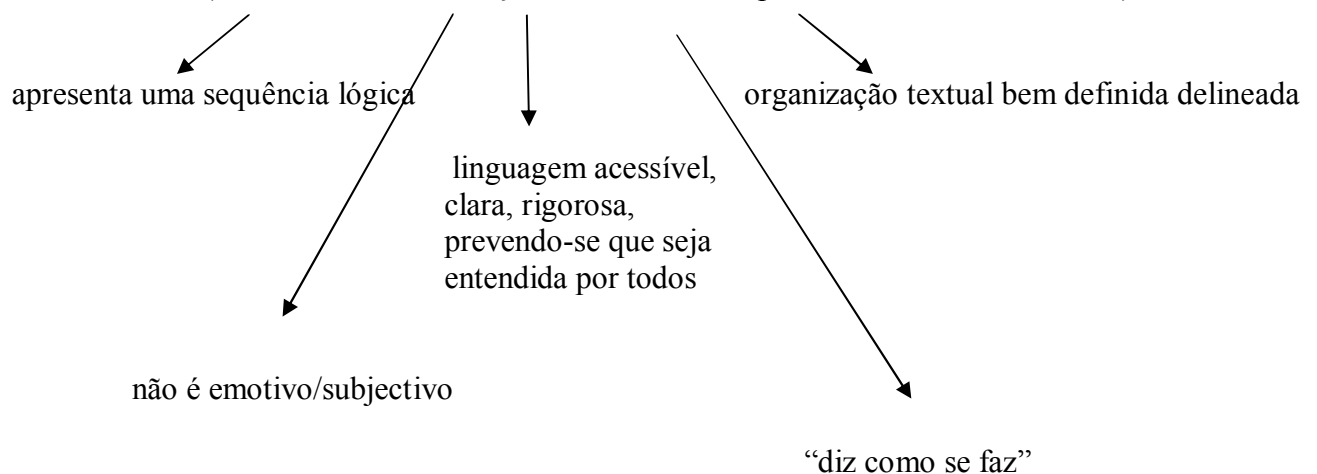 apresenta uma sequência lógica
organização textual bem definida delineada
linguagem acessível,
clara, rigorosa,
prevendo-se que seja
entendida por todos
não é emotivo/subjectivo
“diz como se faz”